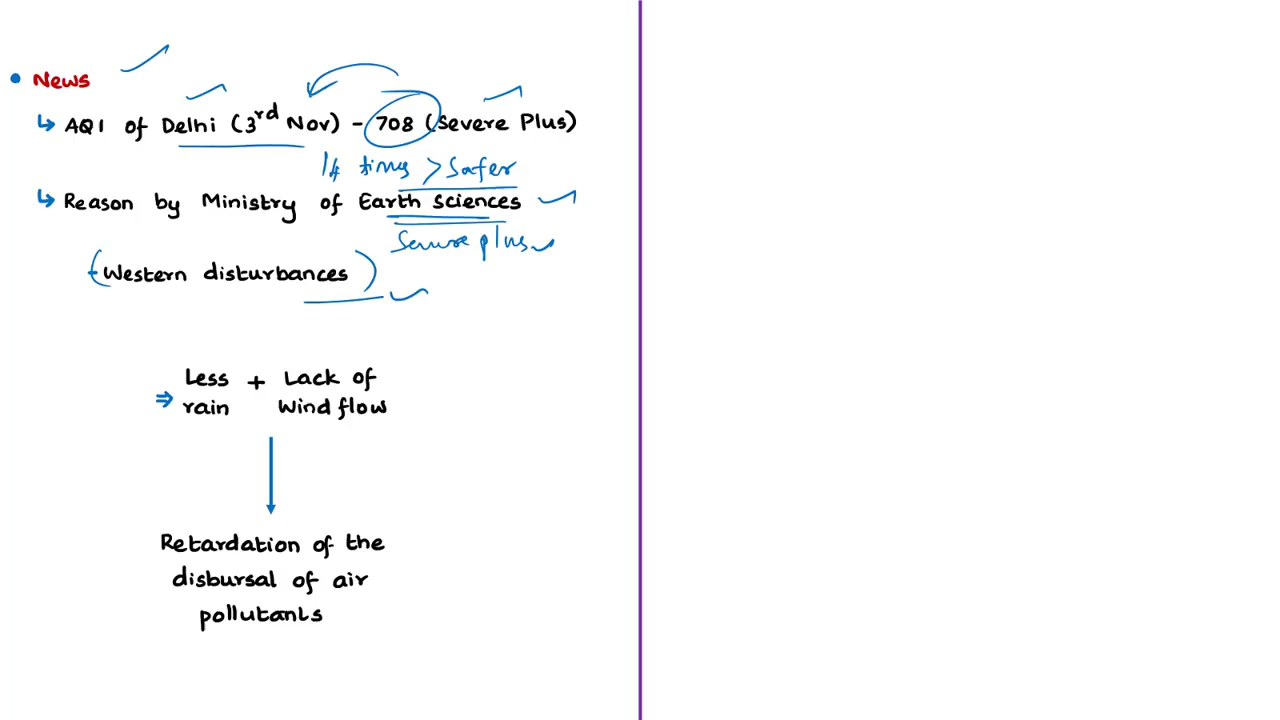 News
AQI of Delhi (3rd Nov) - 708 (Severe Plus)
14 times > Safer
Reason by Ministry of Earth Sciences
Severe plus
(Western disturbances)
⇒ Less rain + Lack of wind flow
Retardation of the
disbursal of air
pollutants